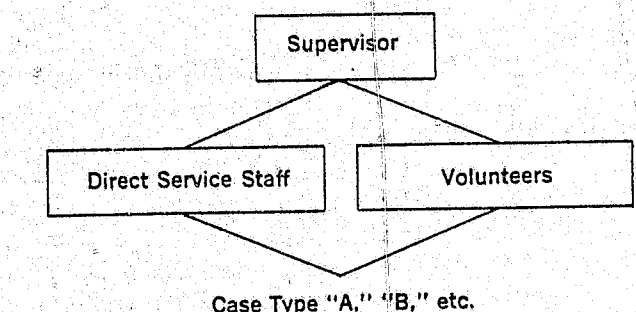 Supervisor
Direct Service Staff
Volunteers
Case Type "A," "B," etc.